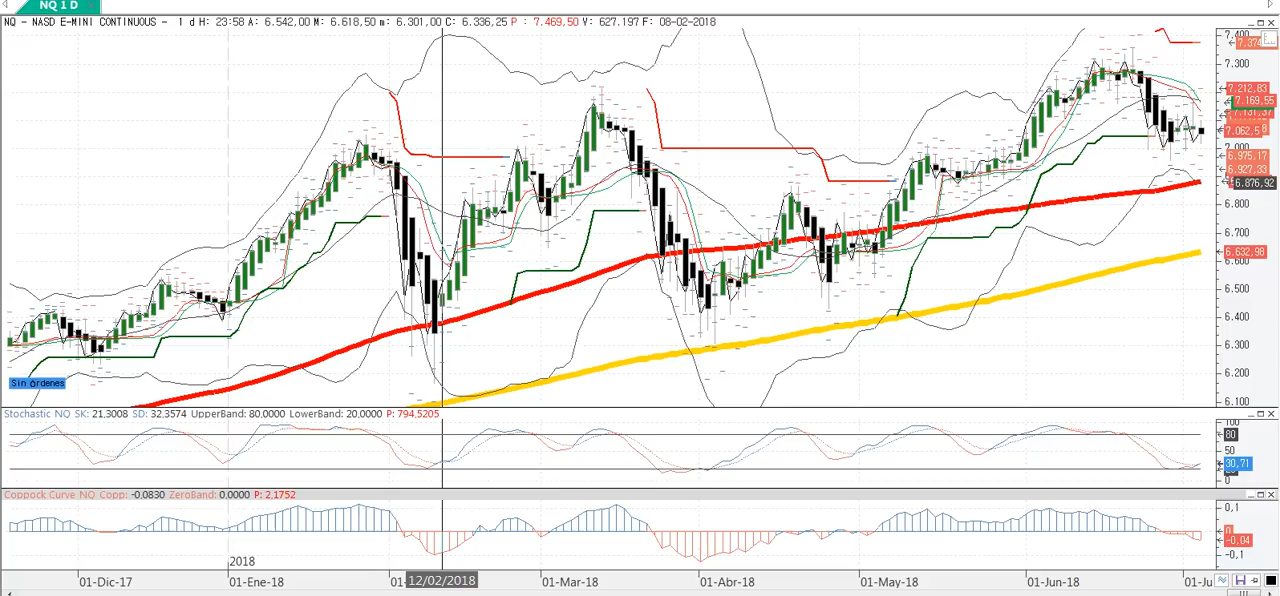 NQ 1 D
NQ - NASD E-MINI CONTINUOUS - 1 d H: 23:58 A: 6.542,00 M: 6.618,50 m: 6.301,00 C: 6.336,25 P : 7.469,50 V: 627.197 F: 08-02-2018
7.400
7.374
7.300
7.212,83
7.169,55
7.131,37
7.062,5
7.000
6.975,17
6.927,33
6.876,92
6.800
6.700
6.632,98
6.600
6.500
6.400
6.300
6.200
6.100
Sin órdenes
Stochastic NQ SK: 21,3008 SD: 32,3574 UpperBand: 80,0000 LowerBand: 20,0000 P: 794,5205
100
80
50
30,71
0
Coppock Curve NQ Copp: -0,0830 ZeroBand: 0,0000 P: 2,1752
0,1
0
-0,04
-0,1
2018
01-Dic-17
01-Ene-18
01-
12/02/2018
01-Mar-18
01-Abr-18
01-May-18
01-Jun-18
01-Ju